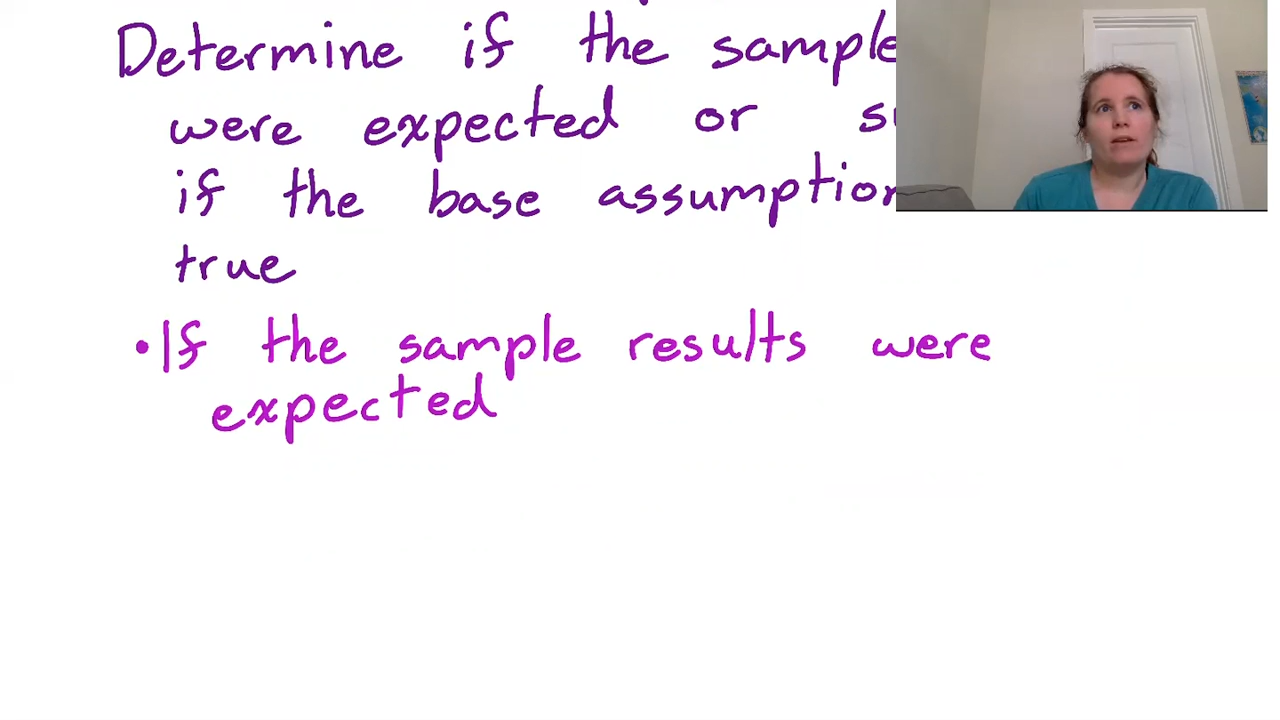 Determine if the sample
were expected or
if the base assumption
true
• If the sample results were
expected